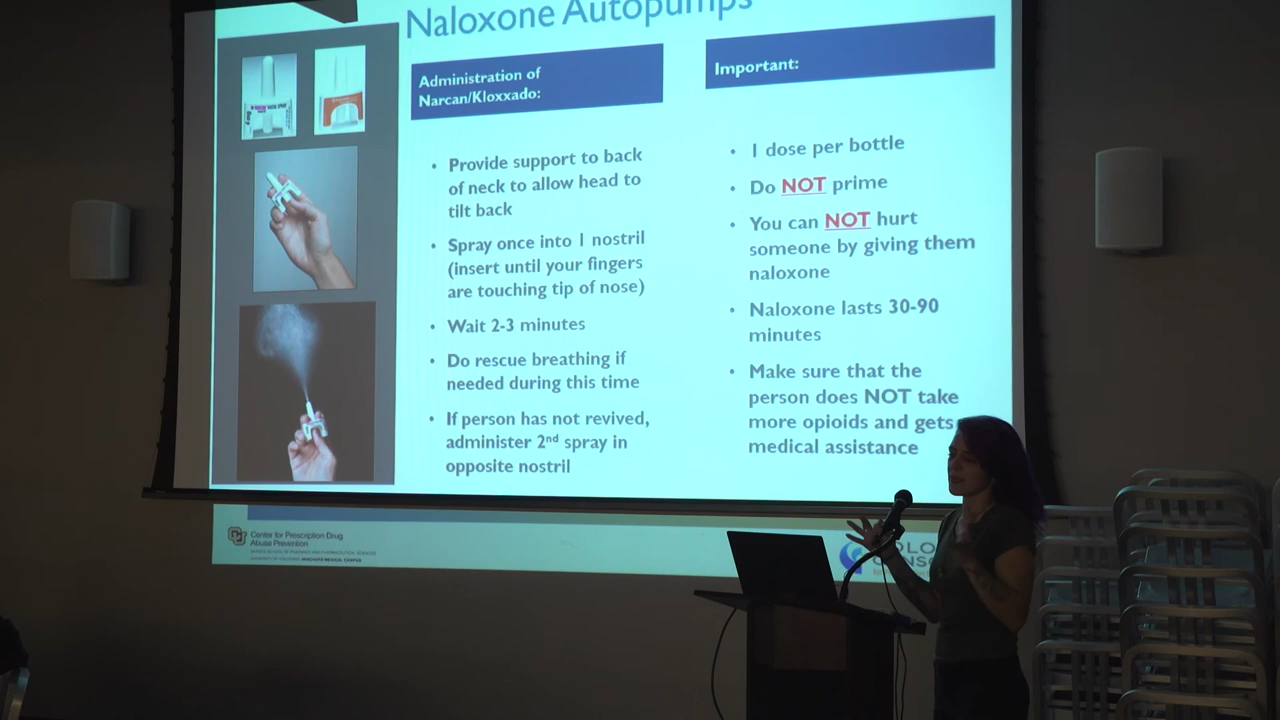 Naloxone Autopumps
Administration of
Narcan/Kloxxado:
• Provide support to back
of neck to allow head to
tilt back
• Spray once into 1 nostril
(insert until your fingers
are touching tip of nose)
• Wait 2-3 minutes
• Do rescue breathing if
needed during this time
• If person has not revived,
administer 2nd spray in
opposite nostril
Important:
• 1 dose per bottle
• Do NOT prime
• You can NOT hurt
someone by giving them
naloxone
• Naloxone lasts 30-90
minutes
• Make sure that the
person does NOT take
more opioids and gets
medical assistance
Center for Prescription Drug
Abuse Prevention